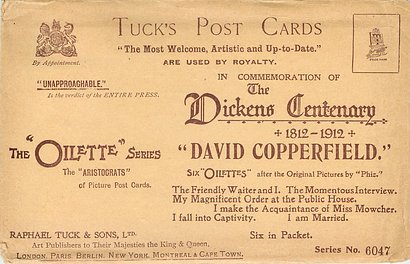 TUCK'S POST CARDS
By Appointment.
"The Most Welcome, Artistic and Up-to-Date."
ARE USED BY ROYALTY.
"UNAPPROACHABLE."
Is the verdict of the ENTIRE PRESS.
IN COMMEMORATION OF
The
Dickens Centenary
1812-1912
THE "OILETTE" SERIES
The "ARISTOCRATS"
of Picture Post Cards.
"DAVID COPPERFIELD."
SIX "OILETTES" after the Original Pictures by "Phiz."
The Friendly Waiter and I. The Momentous Interview.
My Magnificent Order at the Public House.
I make the Acquaintance of Miss Mowcher.
I fall into Captivity. I am Married.
RAPHAEL TUCK & SONS, LTD.
Six in Packet.
Art Publishers to Their Majesties the King & Queen.
LONDON, PARIS, BERLIN, NEW YORK, MONTREAL & CAPE TOWN.
Series No. 6047